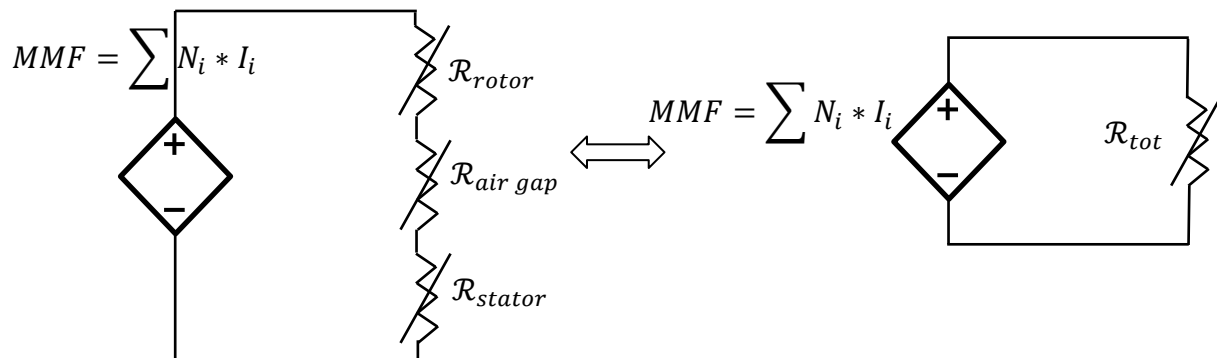 MMF = ∑ N_i * I_i
ℛ_rotor
+
−
ℛ_air gap
ℛ_stator
MMF = ∑ N_i * I_i
+
−
ℛ_tot